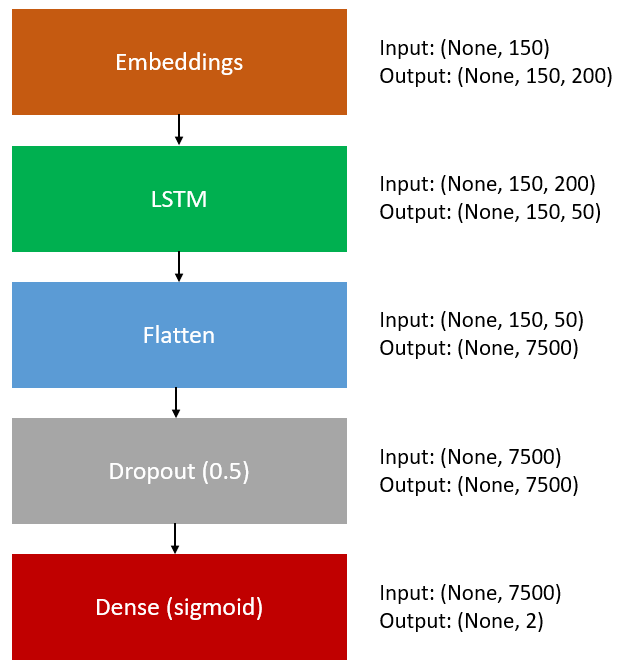 Embeddings
Input: (None, 150)
Output: (None, 150, 200)
LSTM
Input: (None, 150, 200)
Output: (None, 150, 50)
Flatten
Input: (None, 150, 50)
Output: (None, 7500)
Dropout (0.5)
Input: (None, 7500)
Output: (None, 7500)
Dense (sigmoid)
Input: (None, 7500)
Output: (None, 2)